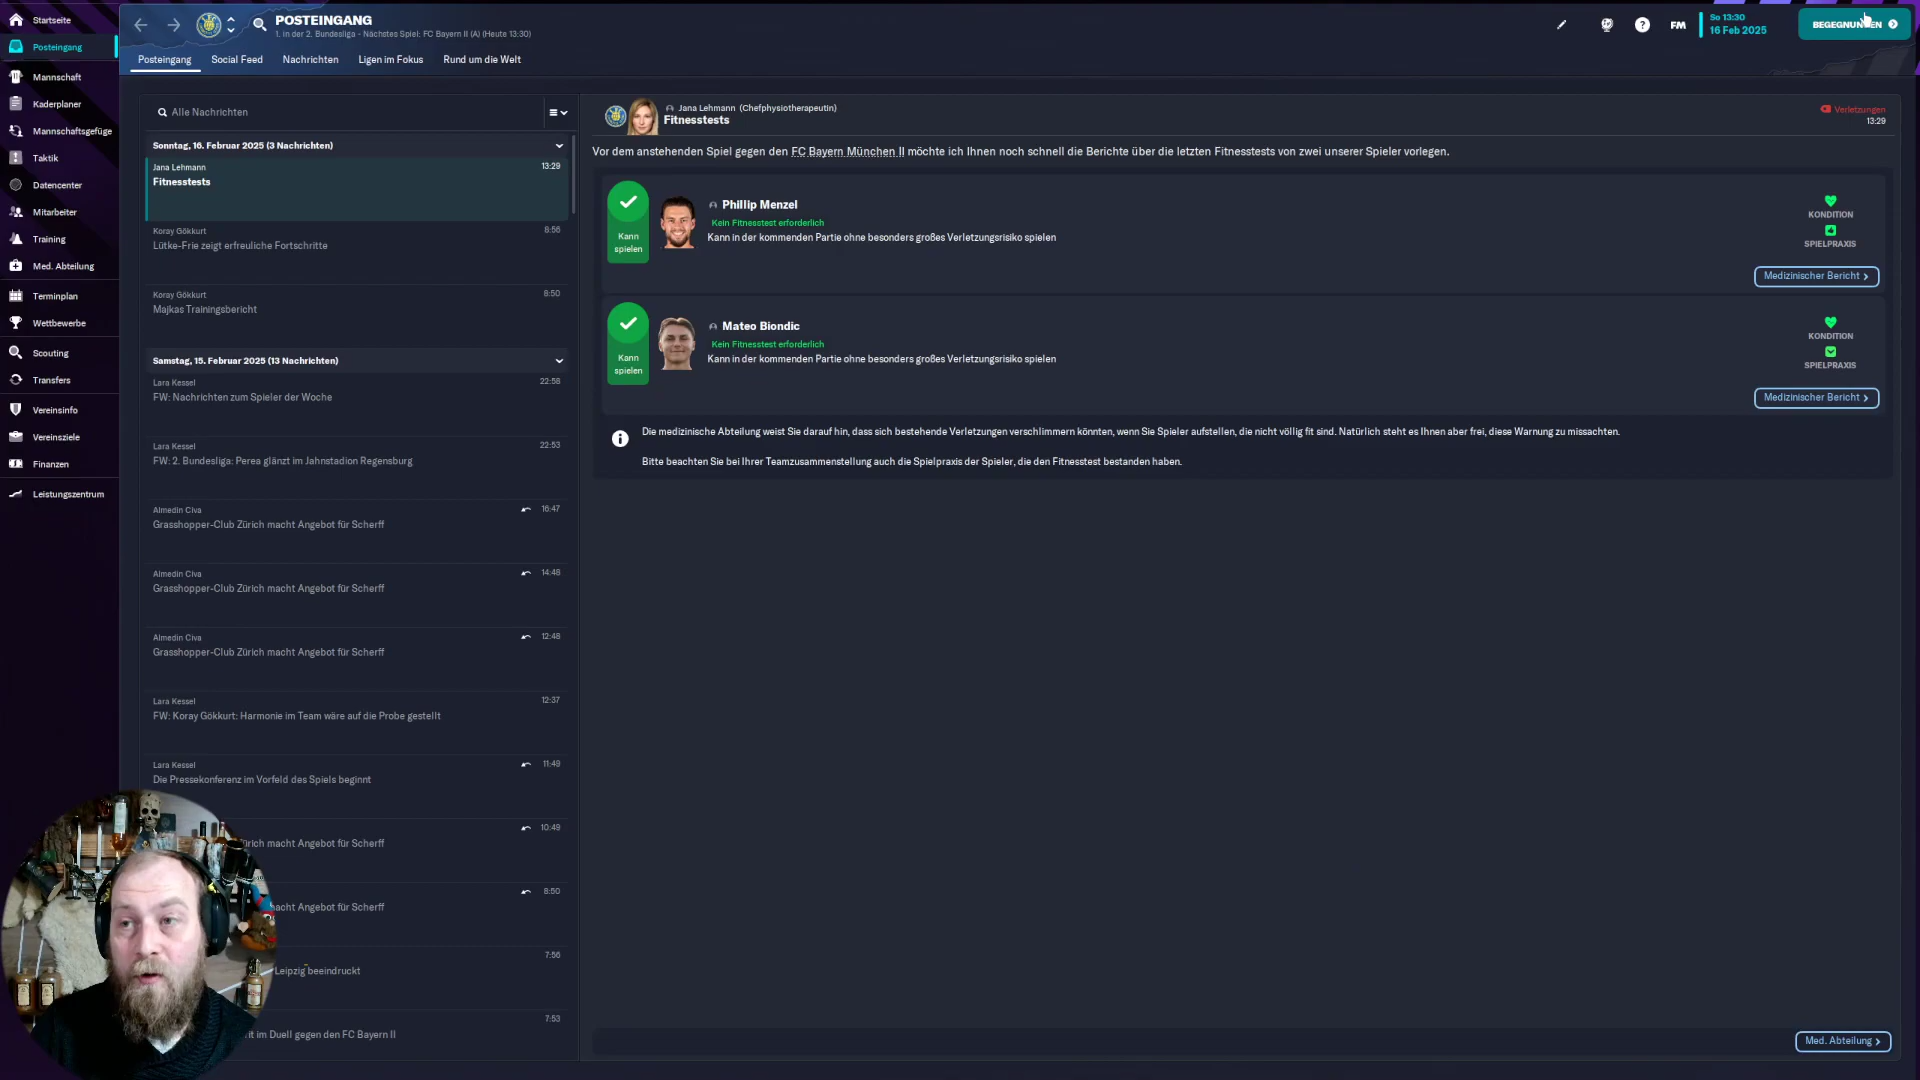 Startseite
Posteingang
Mannschaft
Kaderplaner
Mannschaftsgefüge
Taktik
Datencenter
Mitarbeiter
Training
Med. Abteilung
Terminplan
Wettbewerbe
Scouting
Transfers
Vereinsinfo
Vereinsziele
Finanzen
Leistungszentrum
POSTEINGANG
1. in der 2. Bundesliga - Nächstes Spiel: FC Bayern II (A) (Heute 13:30)
FM
So 13:30
16 Feb 2025
BEGEGNUNGEN
Posteingang Social Feed Nachrichten Ligen im Fokus Rund um die Welt
Alle Nachrichten
Sonntag, 16. Februar 2025 (3 Nachrichten)
Jana Lehmann 13:29
Fitnesstests
Koray Gökkurt 8:56
Lütke-Frie zeigt erfreuliche Fortschritte
Koray Gökkurt 8:50
Majkas Trainingsbericht
Samstag, 15. Februar 2025 (13 Nachrichten)
Lara Kessel 22:58
FW: Nachrichten zum Spieler der Woche
Lara Kessel 22:53
FW: 2. Bundesliga: Perea glänzt im Jahnstadion Regensburg
Almedin Civa 16:47
Grasshopper-Club Zürich macht Angebot für Scherff
Almedin Civa 14:48
Grasshopper-Club Zürich macht Angebot für Scherff
Almedin Civa 12:48
Grasshopper-Club Zürich macht Angebot für Scherff
Lara Kessel 12:37
FW: Koray Gökkurt: Harmonie im Team wäre auf die Probe gestellt
Lara Kessel 11:49
Die Pressekonferenz im Vorfeld des Spiels beginnt
10:49
macht Angebot für Scherff
8:50
Angebot für Scherff
7:56
Leipzig beeindruckt
7:53
im Duell gegen den FC Bayern II
Jana Lehmann (Chefphysiotherapeutin)
Fitnesstests
Verletzungen
13:29
Vor dem anstehenden Spiel gegen den FC Bayern München II möchte ich Ihnen noch schnell die Berichte über die letzten Fitnesstests von zwei unserer Spieler vorlegen.
Kann
spielen
Phillip Menzel
Kein Fitnesstest erforderlich
Kann in der kommenden Partie ohne besonders großes Verletzungsrisiko spielen
KONDITION
SPIELPRAXIS
Medizinischer Bericht
Kann
spielen
Mateo Biondic
Kein Fitnesstest erforderlich
Kann in der kommenden Partie ohne besonders großes Verletzungsrisiko spielen
KONDITION
SPIELPRAXIS
Medizinischer Bericht
Die medizinische Abteilung weist Sie darauf hin, dass sich bestehende Verletzungen verschlimmern könnten, wenn Sie Spieler aufstellen, die nicht völlig fit sind. Natürlich steht es Ihnen aber frei, diese Warnung zu missachten.
Bitte beachten Sie bei Ihrer Teamzusammenstellung auch die Spielpraxis der Spieler, die den Fitnesstest bestanden haben.
Med. Abteilung